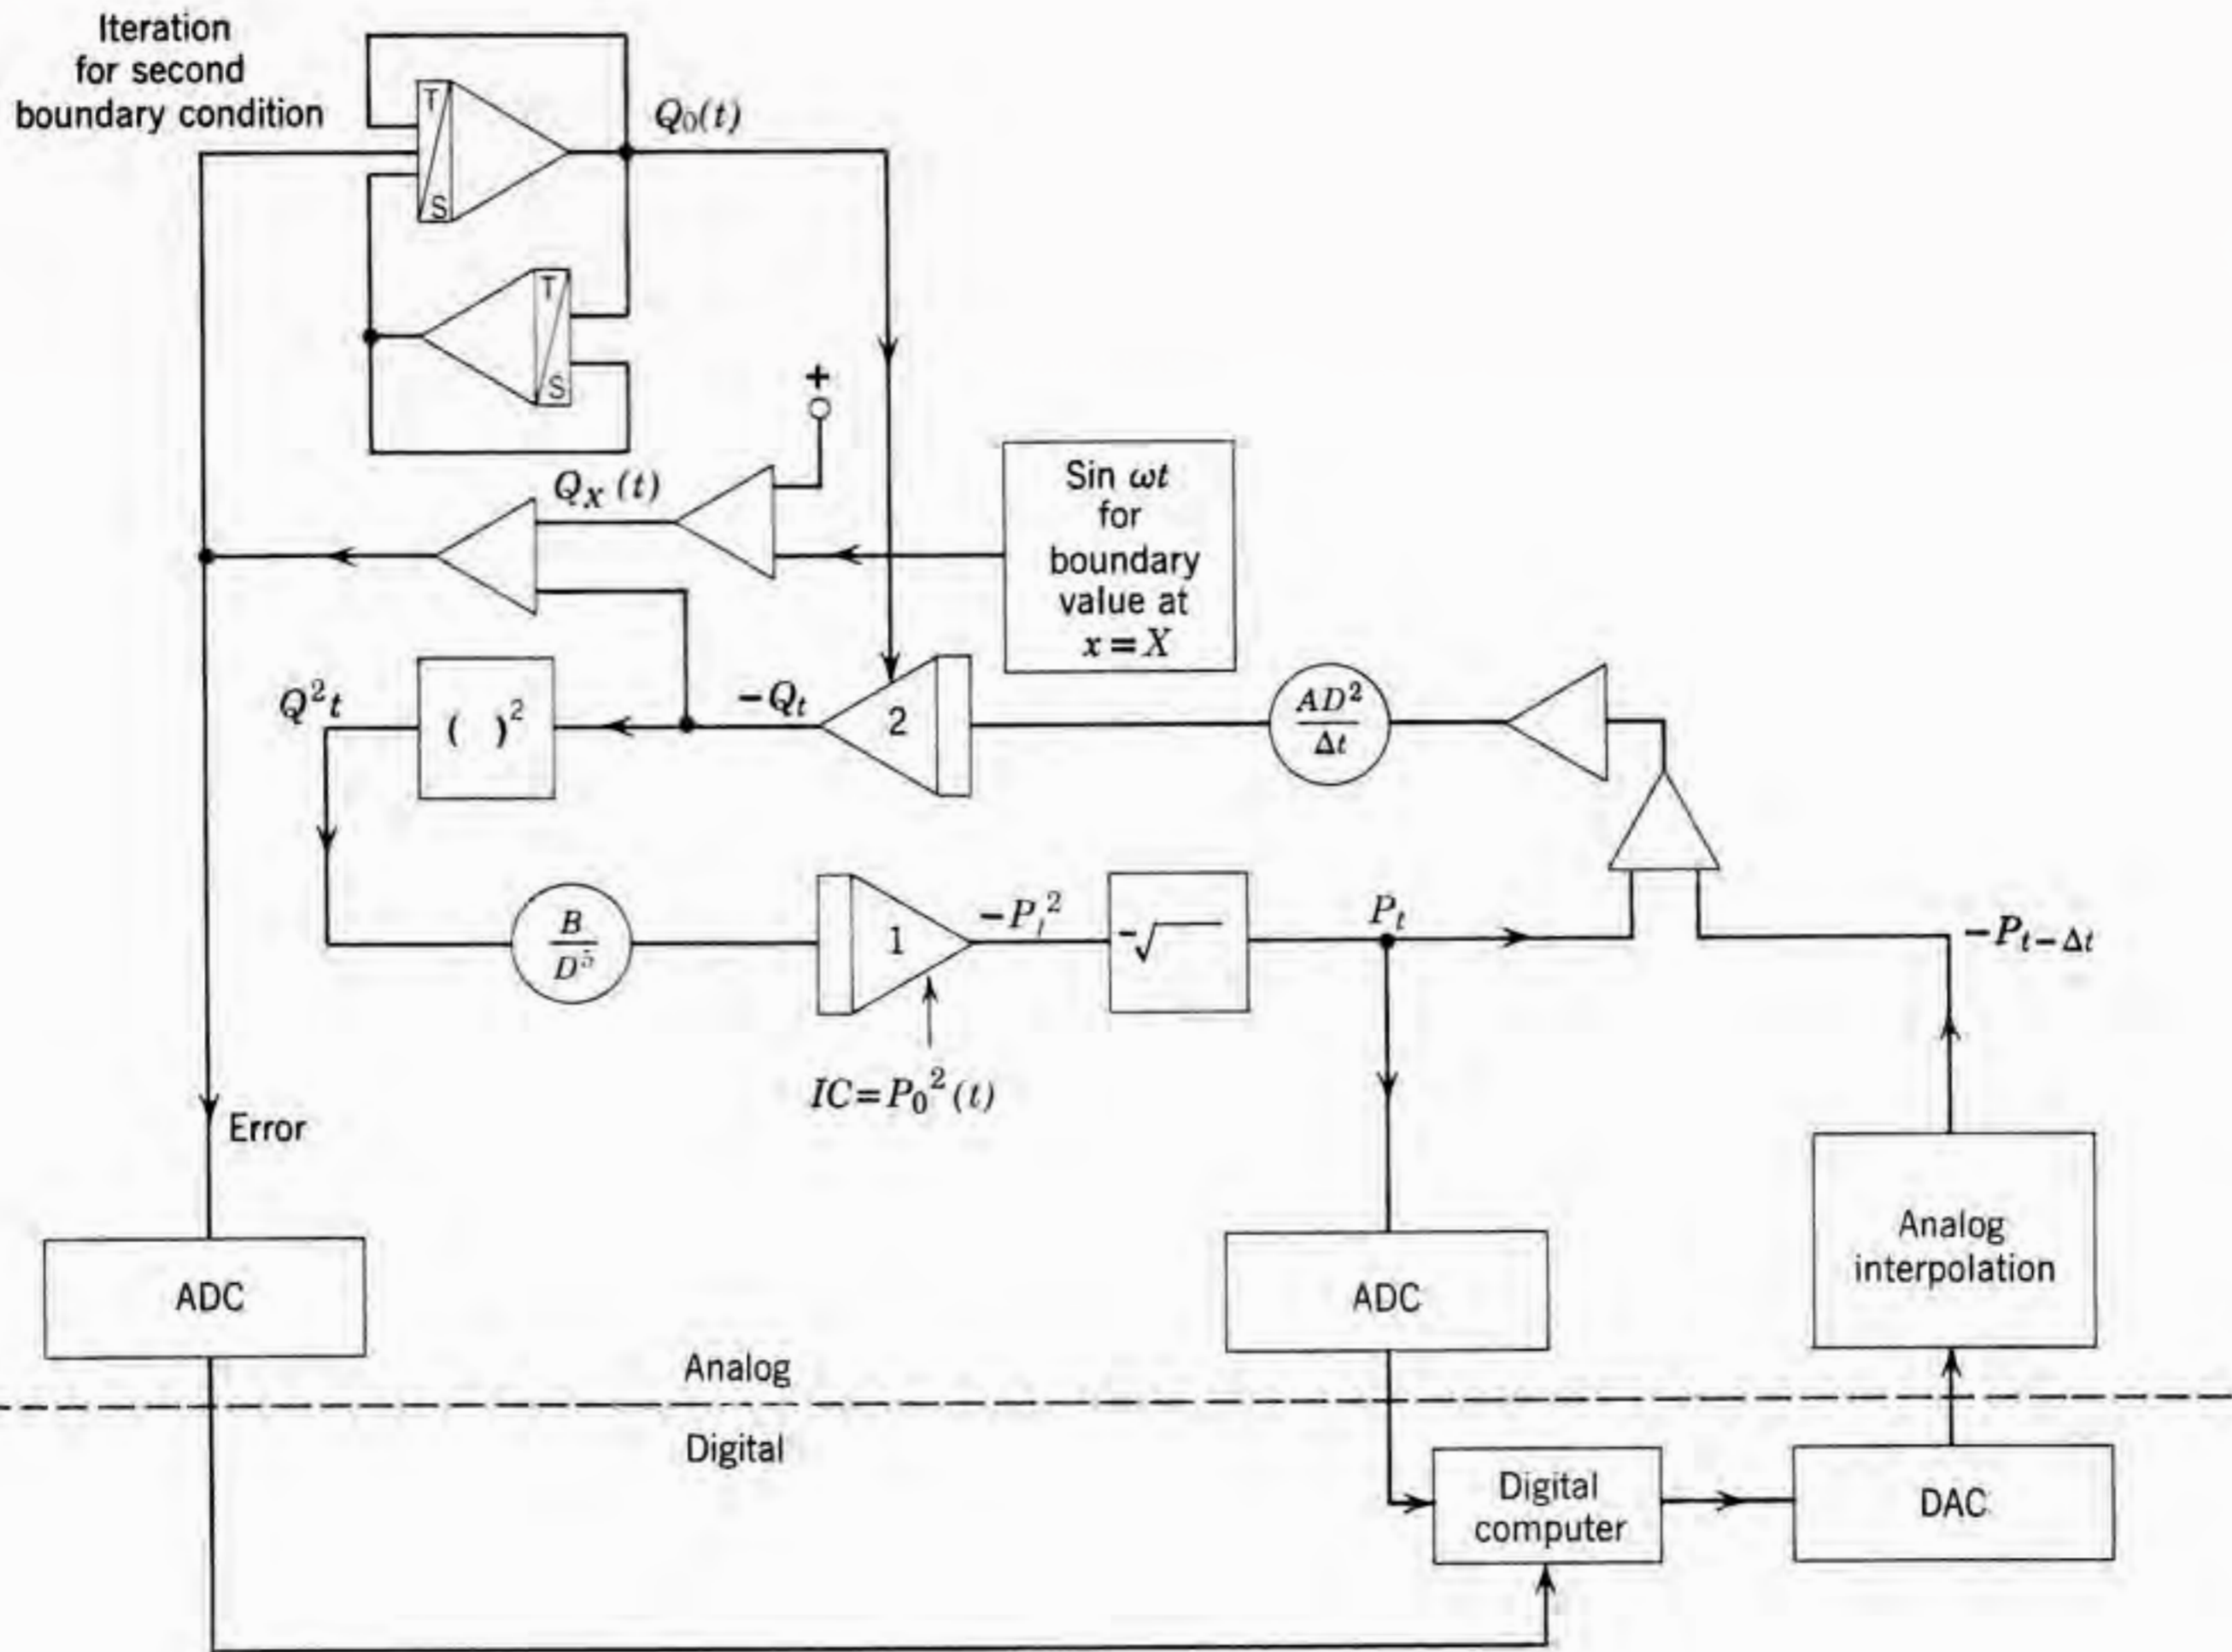 Iteration
for second
boundary condition
T
S
Q₀(t)
T
S
+
Qₓ(t)
Sin ωt
for
boundary
value at
x = X
Q²t
( )²
−Qₜ
2
AD²
Δt
B
D⁵
1
−Pₜ²
−√
Pₜ
−Pₜ₋Δₜ
IC = P₀²(t)
Error
Analog
interpolation
ADC
ADC
Analog
Digital
Digital
computer
DAC